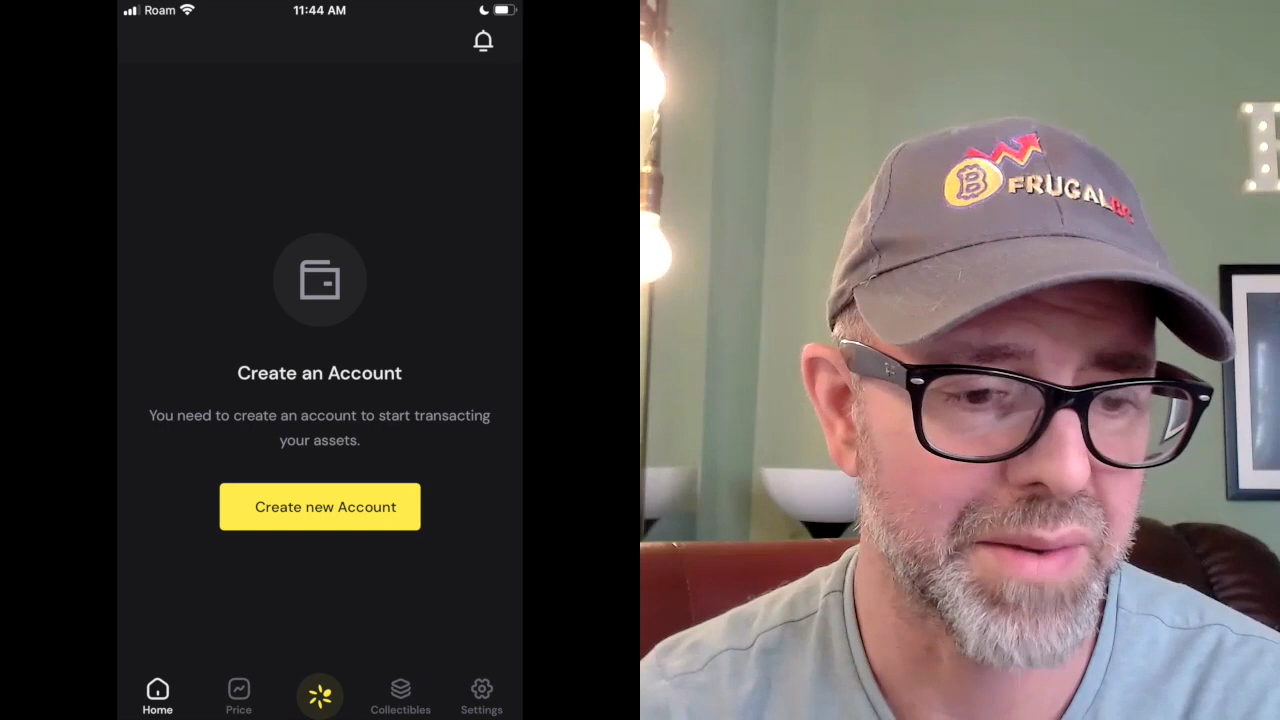 Roam
11:44 AM
Create an Account
You need to create an account to start transacting
your assets.
Create new Account
Home
Price
Collectibles
Settings
B
FRUGAL